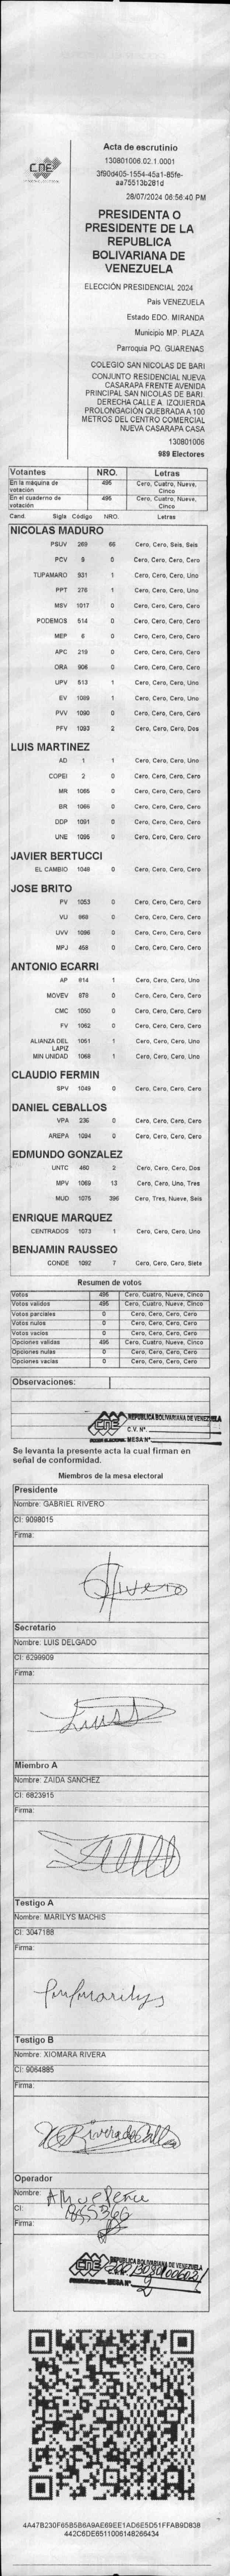 CNE
Acta de escrutinio
130801006.02.1.0001
3f90d405-1554-45a1-85fe-
aa75513b281d
28/07/2024 06:56:40 PM
PRESIDENTA O
PRESIDENTE DE LA
REPUBLICA
BOLIVARIANA DE
VENEZUELA
ELECCIÓN PRESIDENCIAL 2024
País VENEZUELA
Estado EDO. MIRANDA
Municipio MP. PLAZA
Parroquia PQ. GUARENAS
COLEGIO SAN NICOLAS DE BARI
CONJUNTO RESIDENCIAL NUEVA
CASARAPA FRENTE AVENIDA
PRINCIPAL SAN NICOLAS DE BARI.
DERECHA CALLE A. IZQUIERDA
PROLONGACIÓN QUEBRADA A 100
METROS DEL CENTRO COMERCIAL
NUEVA CASARAPA CASA
130801006
989 Electores
Votantes NRO. Letras
En la máquina de votación 495 Cero, Cuatro, Nueve, Cinco
En el cuaderno de votación 495 Cero, Cuatro, Nueve, Cinco
Cand. Sigla Código NRO. Letras
NICOLAS MADURO
PSUV 269 66 Cero, Cero, Seis, Seis
PCV 9 0 Cero, Cero, Cero, Cero
TUPAMARO 931 1 Cero, Cero, Cero, Uno
PPT 276 1 Cero, Cero, Cero, Uno
MSV 1017 0 Cero, Cero, Cero, Cero
PODEMOS 514 0 Cero, Cero, Cero, Cero
MEP 6 0 Cero, Cero, Cero, Cero
APC 219 0 Cero, Cero, Cero, Cero
ORA 906 0 Cero, Cero, Cero, Cero
UPV 513 1 Cero, Cero, Cero, Uno
EV 1089 1 Cero, Cero, Cero, Uno
PVV 1090 0 Cero, Cero, Cero, Cero
PFV 1093 2 Cero, Cero, Cero, Dos
LUIS MARTINEZ
AD 1 1 Cero, Cero, Cero, Uno
COPEI 2 0 Cero, Cero, Cero, Cero
MR 1065 0 Cero, Cero, Cero, Cero
BR 1066 0 Cero, Cero, Cero, Cero
DDP 1091 0 Cero, Cero, Cero, Cero
UNE 1095 0 Cero, Cero, Cero, Cero
JAVIER BERTUCCI
EL CAMBIO 1048 0 Cero, Cero, Cero, Cero
JOSE BRITO
PV 1053 0 Cero, Cero, Cero, Cero
VU 868 0 Cero, Cero, Cero, Cero
UVV 1096 0 Cero, Cero, Cero, Cero
MPJ 458 0 Cero, Cero, Cero, Cero
ANTONIO ECARRI
AP 814 1 Cero, Cero, Cero, Uno
MOVEV 878 0 Cero, Cero, Cero, Cero
CMC 1050 0 Cero, Cero, Cero, Cero
FV 1062 0 Cero, Cero, Cero, Cero
ALIANZA DEL LAPIZ 1051 1 Cero, Cero, Cero, Uno
MIN UNIDAD 1068 1 Cero, Cero, Cero, Uno
CLAUDIO FERMIN
SPV 1049 0 Cero, Cero, Cero, Cero
DANIEL CEBALLOS
VPA 236 0 Cero, Cero, Cero, Cero
AREPA 1094 0 Cero, Cero, Cero, Cero
EDMUNDO GONZALEZ
UNTC 460 2 Cero, Cero, Cero, Dos
MPV 1069 13 Cero, Cero, Uno, Tres
MUD 1075 396 Cero, Tres, Nueve, Seis
ENRIQUE MARQUEZ
CENTRADOS 1073 1 Cero, Cero, Cero, Uno
BENJAMIN RAUSSEO
CONDE 1092 7 Cero, Cero, Cero, Siete
Resumen de votos
Votos 495 Cero, Cuatro, Nueve, Cinco
Votos validos 495 Cero, Cuatro, Nueve, Cinco
Votos parciales 0 Cero, Cero, Cero, Cero
Votos nulos 0 Cero, Cero, Cero, Cero
Votos vacios 0 Cero, Cero, Cero, Cero
Opciones validas 495 Cero, Cuatro, Nueve, Cinco
Opciones nulas 0 Cero, Cero, Cero, Cero
Opciones vacias 0 Cero, Cero, Cero, Cero
Observaciones:
CNE REPUBLICA BOLIVARIANA DE VENEZUELA
C.V. Nº
PODER ELECTORAL MESA Nº
Se levanta la presente acta la cual firman en
señal de conformidad.
Miembros de la mesa electoral
Presidente
Nombre: GABRIEL RIVERO
CI: 9098015
Firma:
Secretario
Nombre: LUIS DELGADO
CI: 6299909
Firma:
Miembro A
Nombre: ZAIDA SANCHEZ
CI: 6823915
Firma:
Testigo A
Nombre: MARILYS MACHIS
CI: 3047188
Firma:
Testigo B
Nombre: XIOMARA RIVERA
CI: 9064885
Firma:
Operador
Nombre:
CI:
Firma:
CNE REPUBLICA BOLIVARIANA DE VENEZUELA
MESA Nº 2
4A47B230F6585B6A9AE69EE1AD6E5D51FFAB9D838
442C6DE6511006148266434